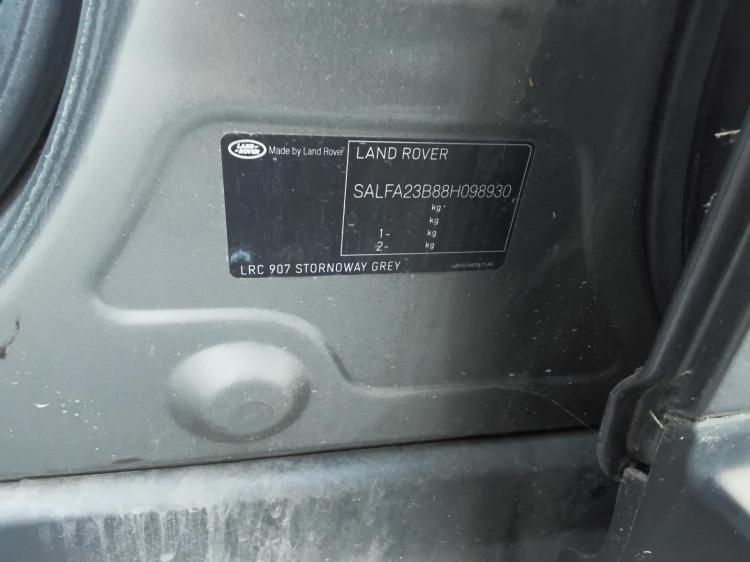 LAND-
ROVER
Made by Land Rover
LAND ROVER
SALFA23B88H098930
kg
kg
1- kg
2- kg
LRC 907 STORNOWAY GREY